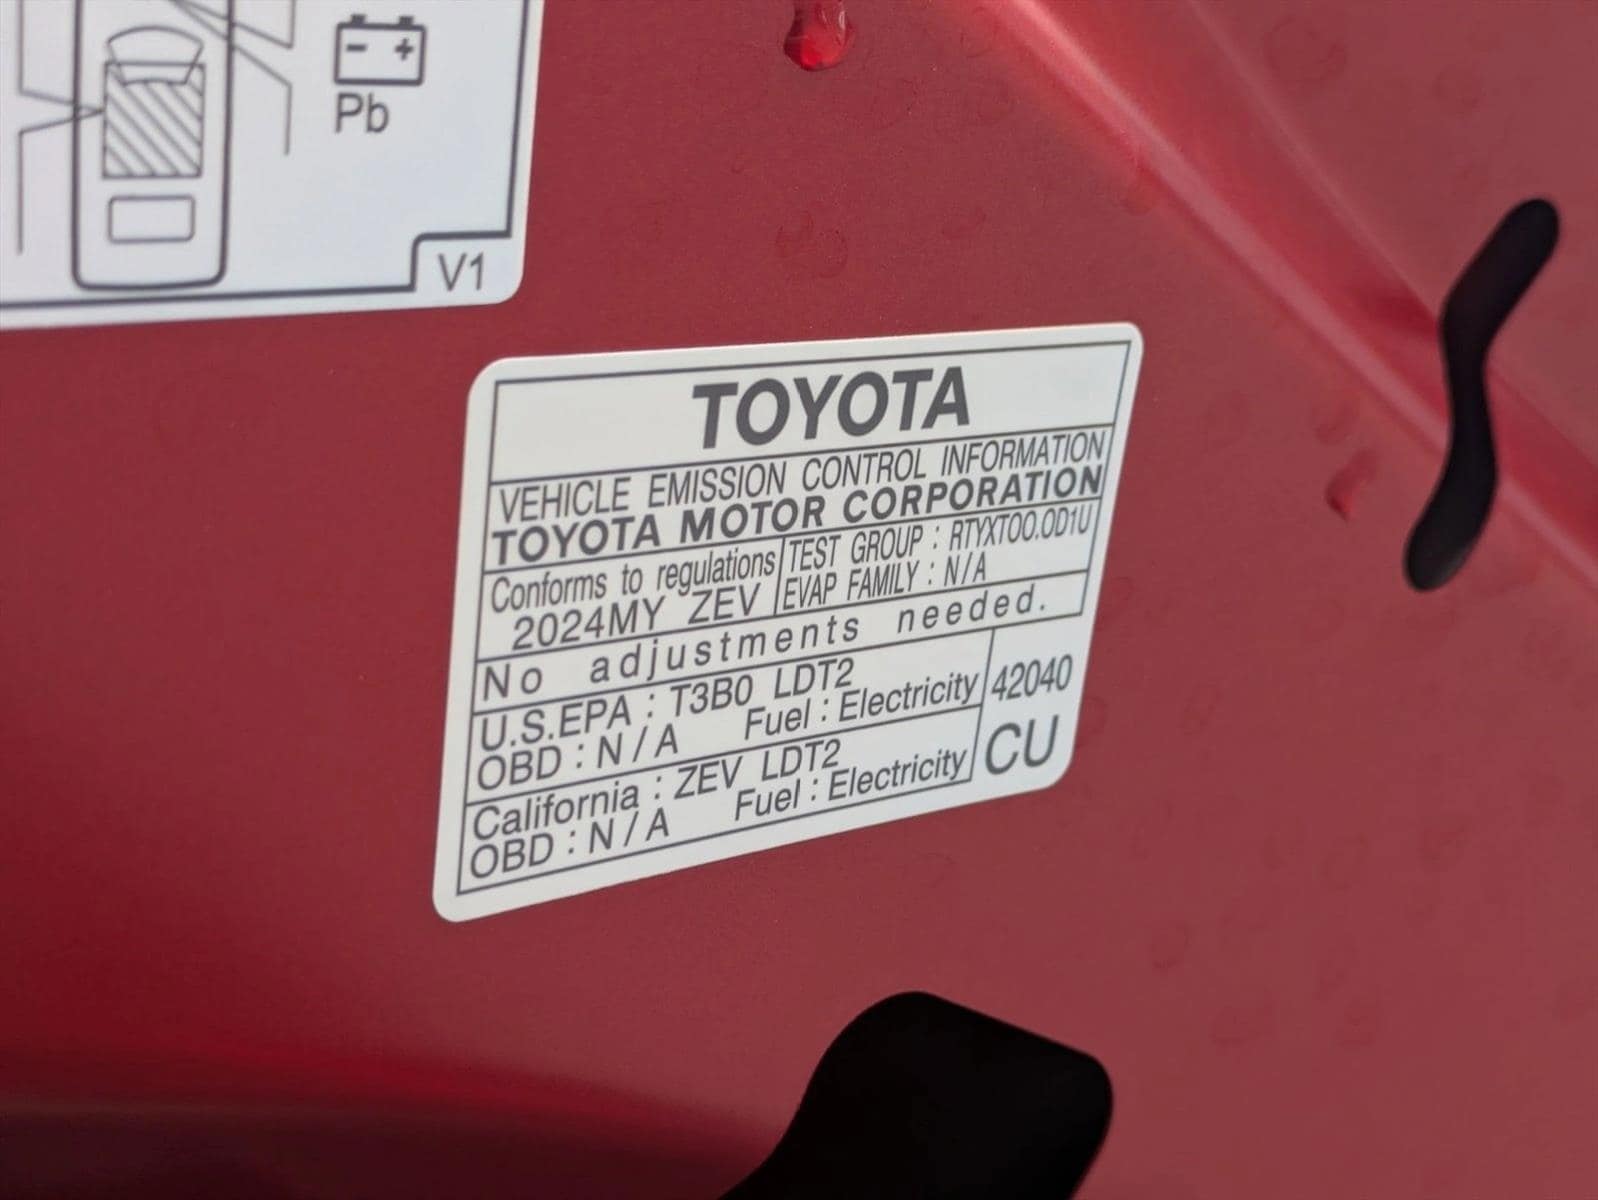 - +
Pb
V1
TOYOTA
VEHICLE EMISSION CONTROL INFORMATION
TOYOTA MOTOR CORPORATION
Conforms to regulations
2024MY ZEV
TEST GROUP : RTYXT00.0D1U
EVAP FAMILY : N/A
No adjustments needed.
U.S.EPA : T3B0 LDT2
OBD : N/A Fuel : Electricity
California : ZEV LDT2
OBD : N/A Fuel : Electricity
42040
CU